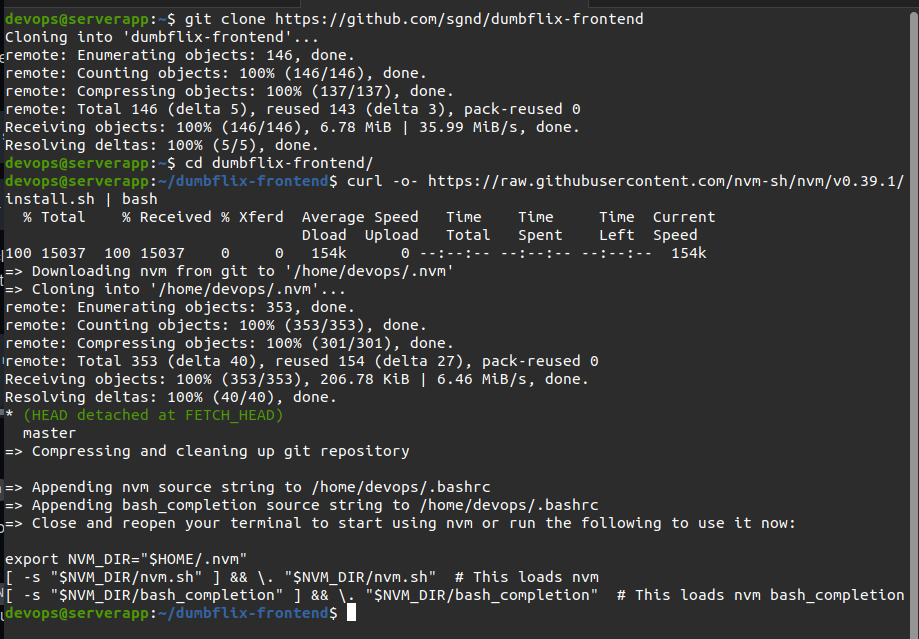 devops@serverapp:~$ git clone https://github.com/sgnd/dumbflix-frontend
Cloning into 'dumbflix-frontend'...
remote: Enumerating objects: 146, done.
remote: Counting objects: 100% (146/146), done.
remote: Compressing objects: 100% (137/137), done.
remote: Total 146 (delta 5), reused 143 (delta 3), pack-reused 0
Receiving objects: 100% (146/146), 6.78 MiB | 35.99 MiB/s, done.
Resolving deltas: 100% (5/5), done.
devops@serverapp:~$ cd dumbflix-frontend/
devops@serverapp:~/dumbflix-frontend$ curl -o- https://raw.githubusercontent.com/nvm-sh/nvm/v0.39.1/
install.sh | bash
  % Total    % Received % Xferd  Average Speed   Time    Time     Time  Current
                                 Dload  Upload   Total   Spent    Left  Speed
100 15037  100 15037    0     0   154k      0 --:--:-- --:--:-- --:--:--  154k
=> Downloading nvm from git to '/home/devops/.nvm'
=> Cloning into '/home/devops/.nvm'...
remote: Enumerating objects: 353, done.
remote: Counting objects: 100% (353/353), done.
remote: Compressing objects: 100% (301/301), done.
remote: Total 353 (delta 40), reused 154 (delta 27), pack-reused 0
Receiving objects: 100% (353/353), 206.78 KiB | 6.46 MiB/s, done.
Resolving deltas: 100% (40/40), done.
* (HEAD detached at FETCH_HEAD)
  master
=> Compressing and cleaning up git repository
=> Appending nvm source string to /home/devops/.bashrc
=> Appending bash_completion source string to /home/devops/.bashrc
=> Close and reopen your terminal to start using nvm or run the following to use it now:
export NVM_DIR="$HOME/.nvm"
[ -s "$NVM_DIR/nvm.sh" ] && \. "$NVM_DIR/nvm.sh"  # This loads nvm
[ -s "$NVM_DIR/bash_completion" ] && \. "$NVM_DIR/bash_completion"  # This loads nvm bash_completion
devops@serverapp:~/dumbflix-frontend$